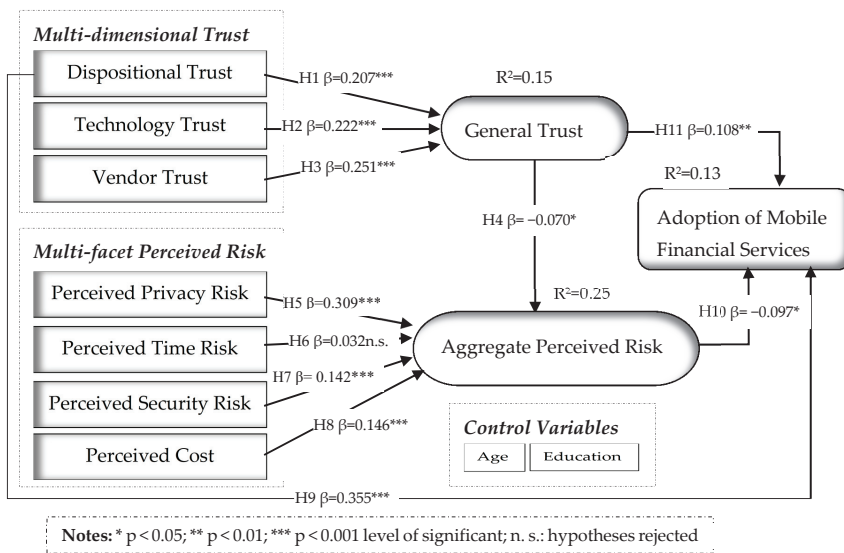 Multi-dimensional Trust
Dispositional Trust
H1 β=0.207***
R²=0.15
Technology Trust
H2 β=0.222***
General Trust
H11 β=0.108**
Vendor Trust
H3 β=0.251***
R²=0.13
H4 β= −0.070*
Adoption of Mobile
Financial Services
Multi-facet Perceived Risk
Perceived Privacy Risk
H5 β=0.309***
R²=0.25
H10 β= −0.097*
Perceived Time Risk
H6 β=0.032n.s.
Aggregate Perceived Risk
H7 β= 0.142***
Perceived Security Risk
H8 β=0.146***
Perceived Cost
Control Variables
Age
Education
H9 β=0.355***
Notes: * p < 0.05; ** p < 0.01; *** p < 0.001 level of significant; n. s.: hypotheses rejected